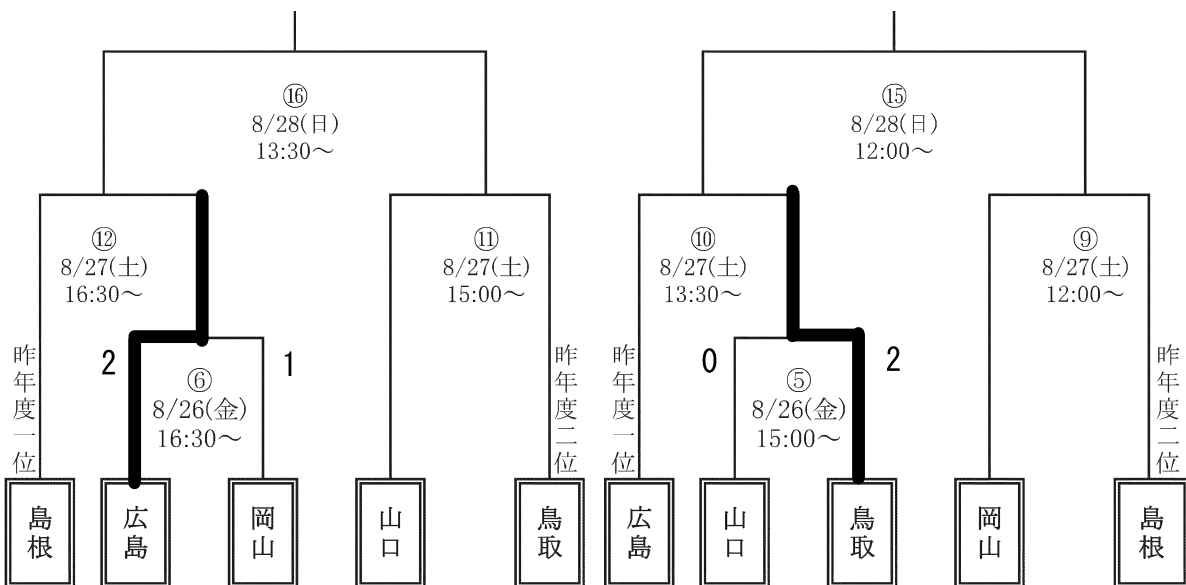 ⑯
8/28(日)
13:30～
⑮
8/28(日)
12:00～
⑫
8/27(土)
16:30～
⑪
8/27(土)
15:00～
⑩
8/27(土)
13:30～
⑨
8/27(土)
12:00～
2
⑥
8/26(金)
16:30～
1
0
⑤
8/26(金)
15:00～
2
昨年度一位
昨年度二位
昨年度一位
昨年度二位
島根
広島
岡山
山口
鳥取
広島
山口
鳥取
岡山
島根